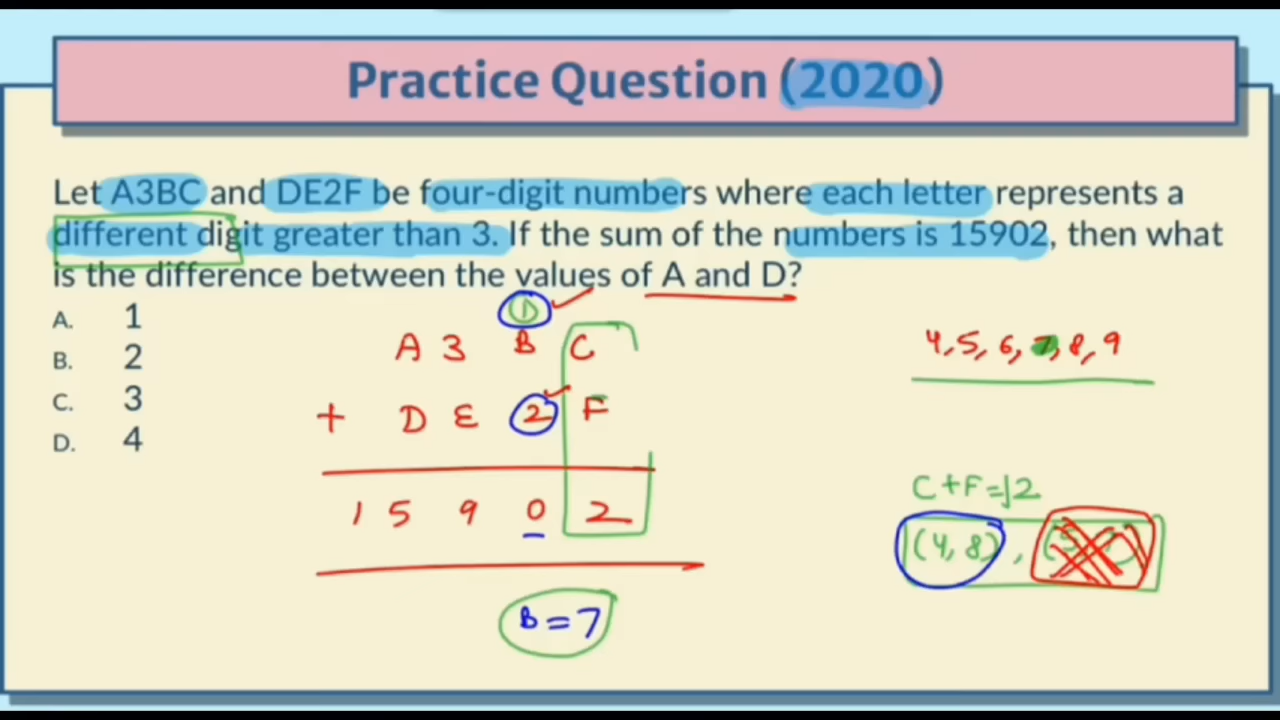 Practice Question (2020)
Let A3BC and DE2F be four-digit numbers where each letter represents a
different digit greater than 3. If the sum of the numbers is 15902, then what
is the difference between the values of A and D?
A. 1
B. 2
C. 3
D. 4
1
A 3 B C
+ D E 2 F
1 5 9 0 2
B = 7
4, 5, 6, 7, 8, 9
C + F = 12
(4, 8), (5,